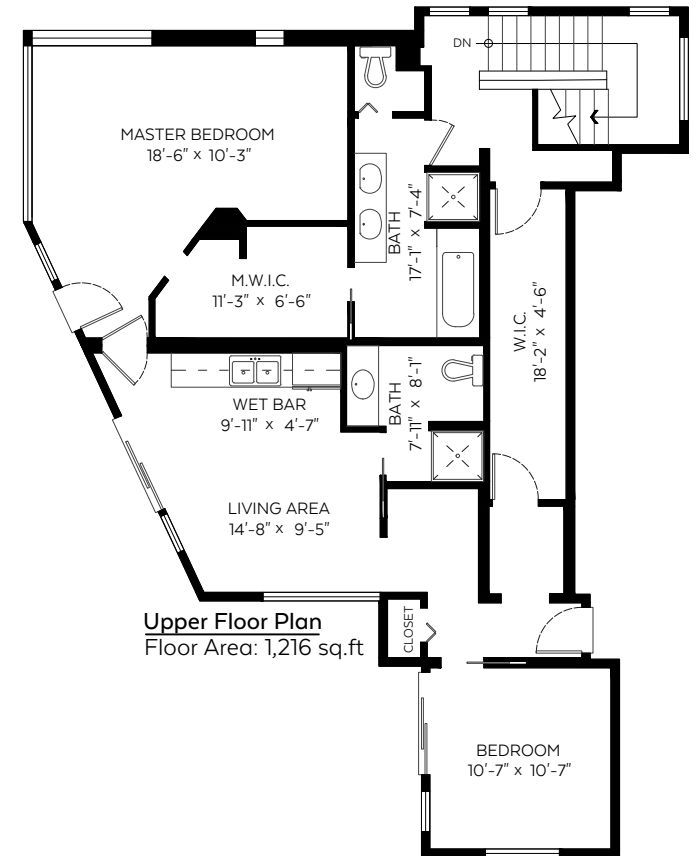 DN
MASTER BEDROOM
18'-6" x 10'-3"
BATH
17'-1" x 7'-4"
M.W.I.C.
11'-3" x 6'-6"
W.I.C.
18'-2" x 4'-6"
WET BAR
9'-11" x 4'-7"
BATH
7'-11" x 8'-1"
LIVING AREA
14'-8" x 9'-5"
Upper Floor Plan
Floor Area: 1,216 sq.ft
CLOSET
BEDROOM
10'-7" x 10'-7"